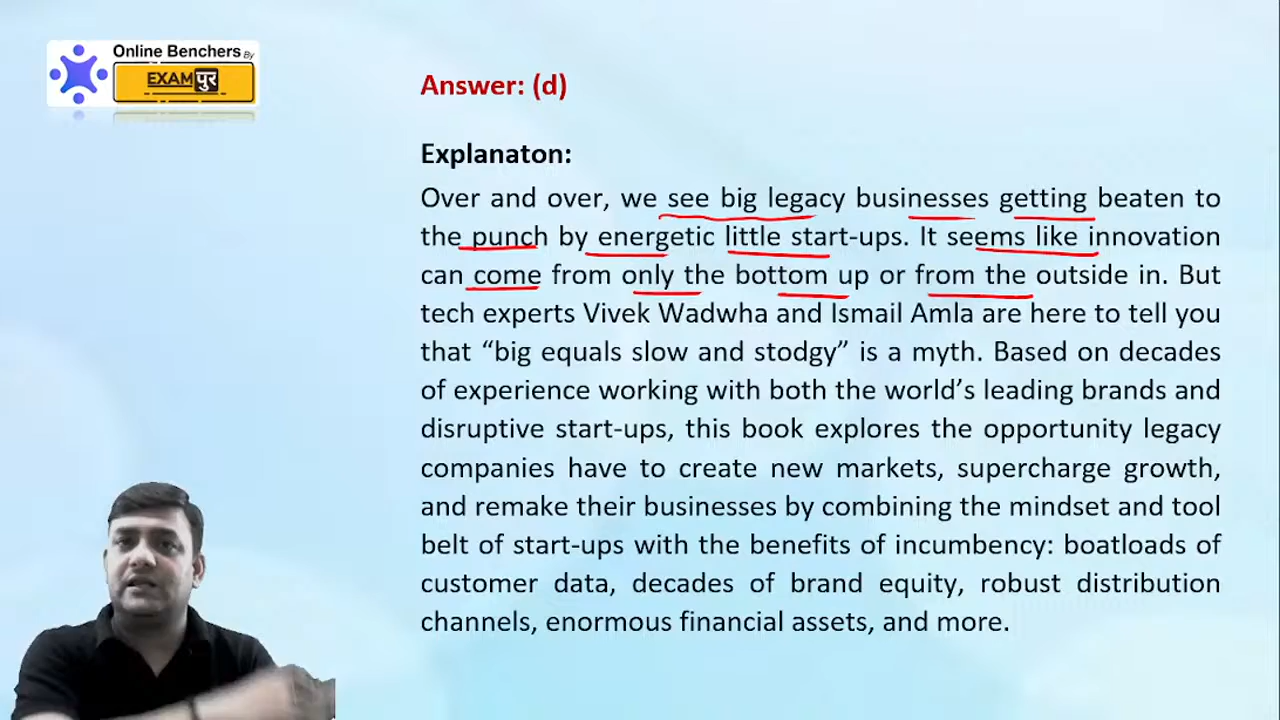 Online Benchers By
EXAMपुर
Answer: (d)
Explanaton:
Over and over, we see big legacy businesses getting beaten to
the punch by energetic little start-ups. It seems like innovation
can come from only the bottom up or from the outside in. But
tech experts Vivek Wadwha and Ismail Amla are here to tell you
that “big equals slow and stodgy” is a myth. Based on decades
of experience working with both the world’s leading brands and
disruptive start-ups, this book explores the opportunity legacy
companies have to create new markets, supercharge growth,
and remake their businesses by combining the mindset and tool
belt of start-ups with the benefits of incumbency: boatloads of
customer data, decades of brand equity, robust distribution
channels, enormous financial assets, and more.